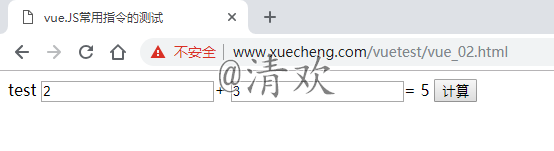 vue.JS常用指令的测试
不安全 www.xuecheng.com/vuetest/vue_02.html
@清欢
test 2 + 3 = 5 计算